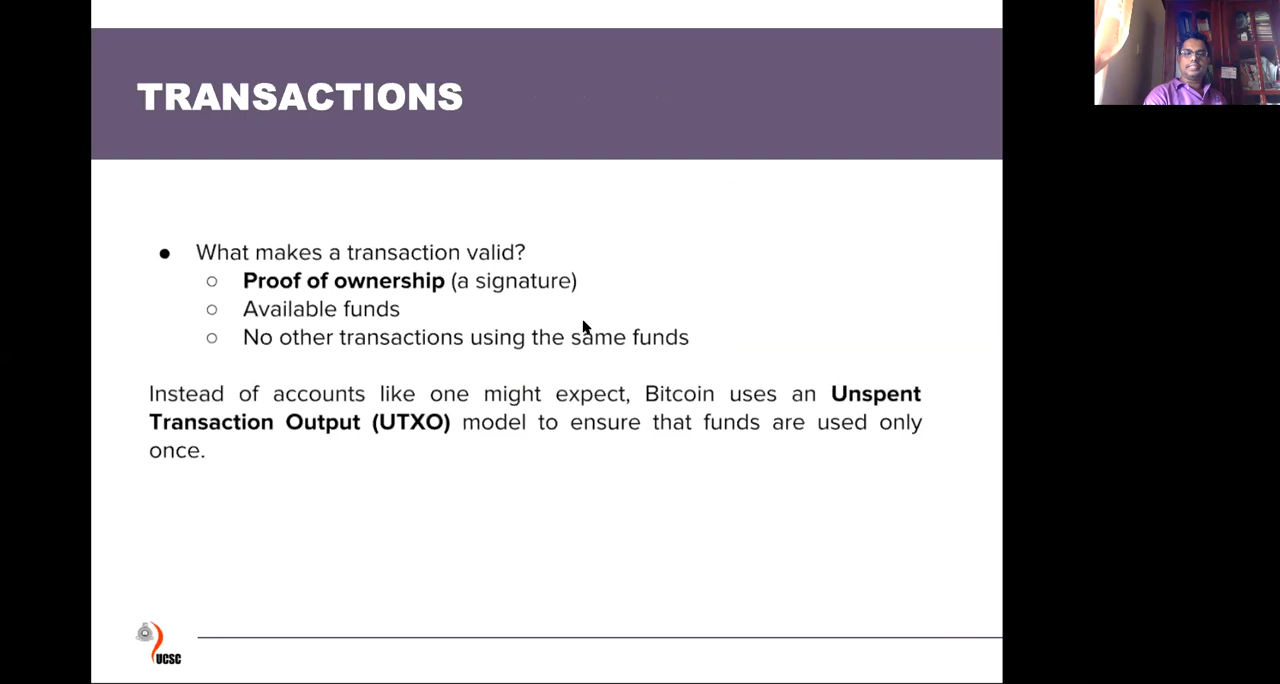 TRANSACTIONS
● What makes a transaction valid?
○ Proof of ownership (a signature)
○ Available funds
○ No other transactions using the same funds
Instead of accounts like one might expect, Bitcoin uses an Unspent
Transaction Output (UTXO) model to ensure that funds are used only
once.
UCSC